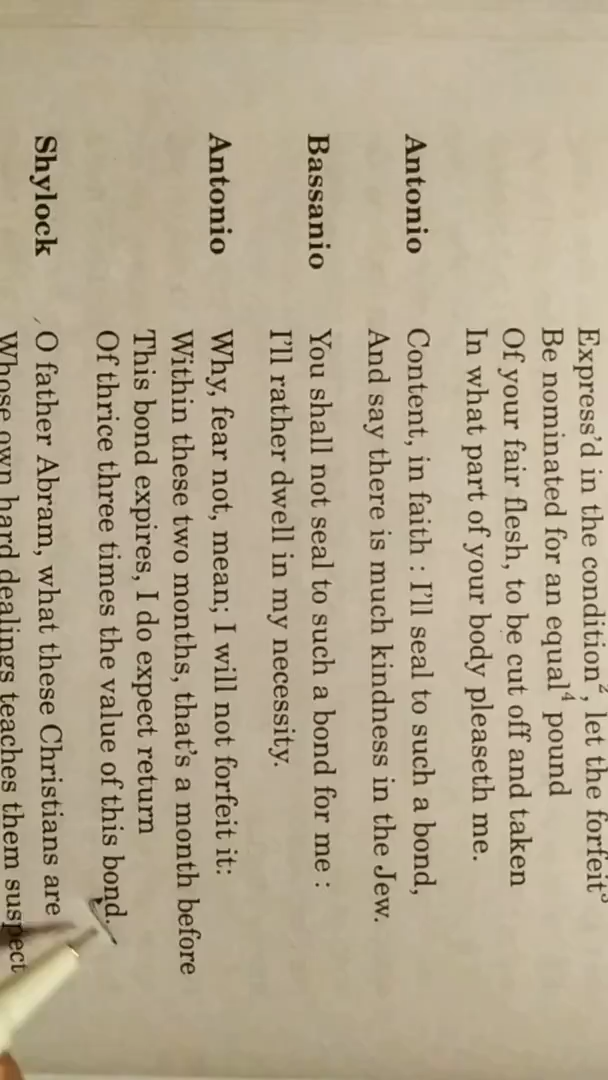 Express'd in the condition², let the forfeit³
Be nominated for an equal⁴ pound
Of your fair flesh, to be cut off and taken
In what part of your body pleaseth me.
Antonio Content, in faith : I'll seal to such a bond,
And say there is much kindness in the Jew.
Bassanio You shall not seal to such a bond for me :
I'll rather dwell in my necessity.
Antonio Why, fear not, mean; I will not forfeit it:
Within these two months, that's a month before
This bond expires, I do expect return
Of thrice three times the value of this bond.
Shylock O father Abram, what these Christians are
Whose own hard dealings teaches them suspect